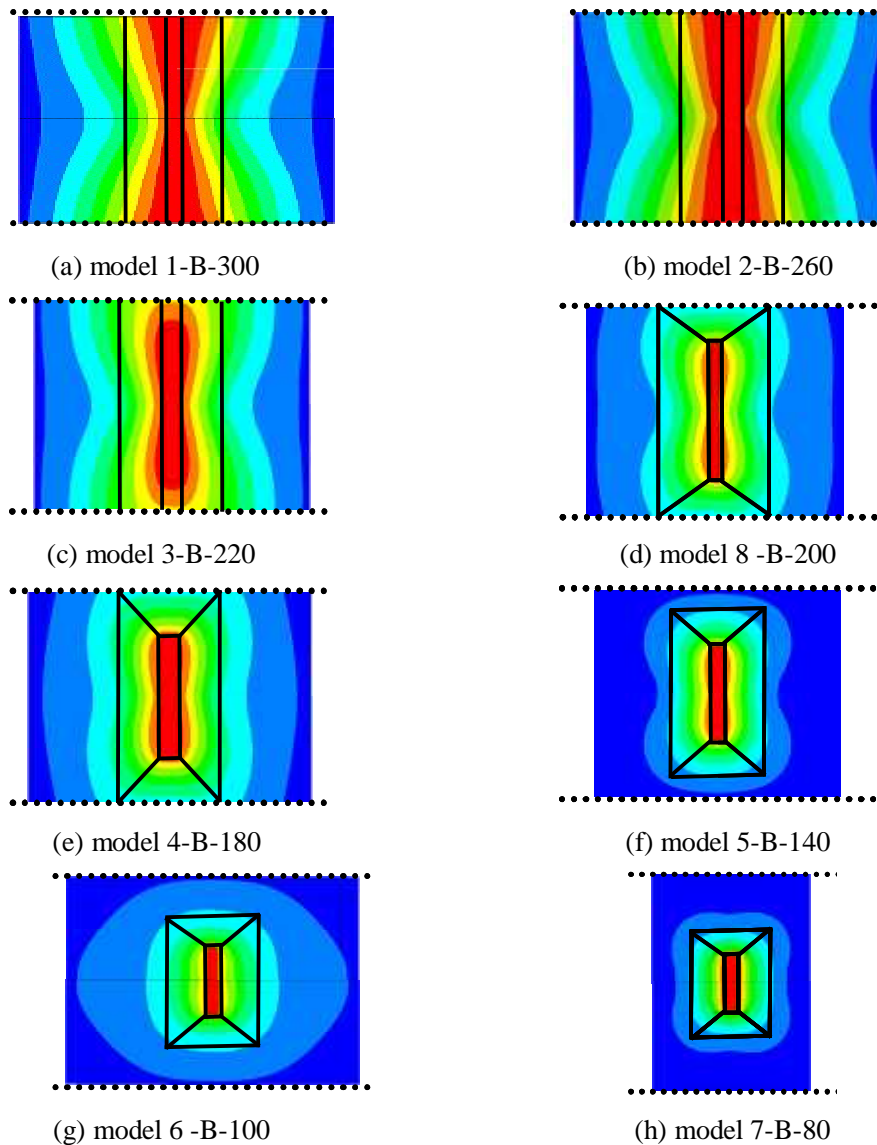 (a) model 1-B-300
(b) model 2-B-260
(c) model 3-B-220
(d) model 8 -B-200
(e) model 4-B-180
(f) model 5-B-140
(g) model 6 -B-100
(h) model 7-B-80